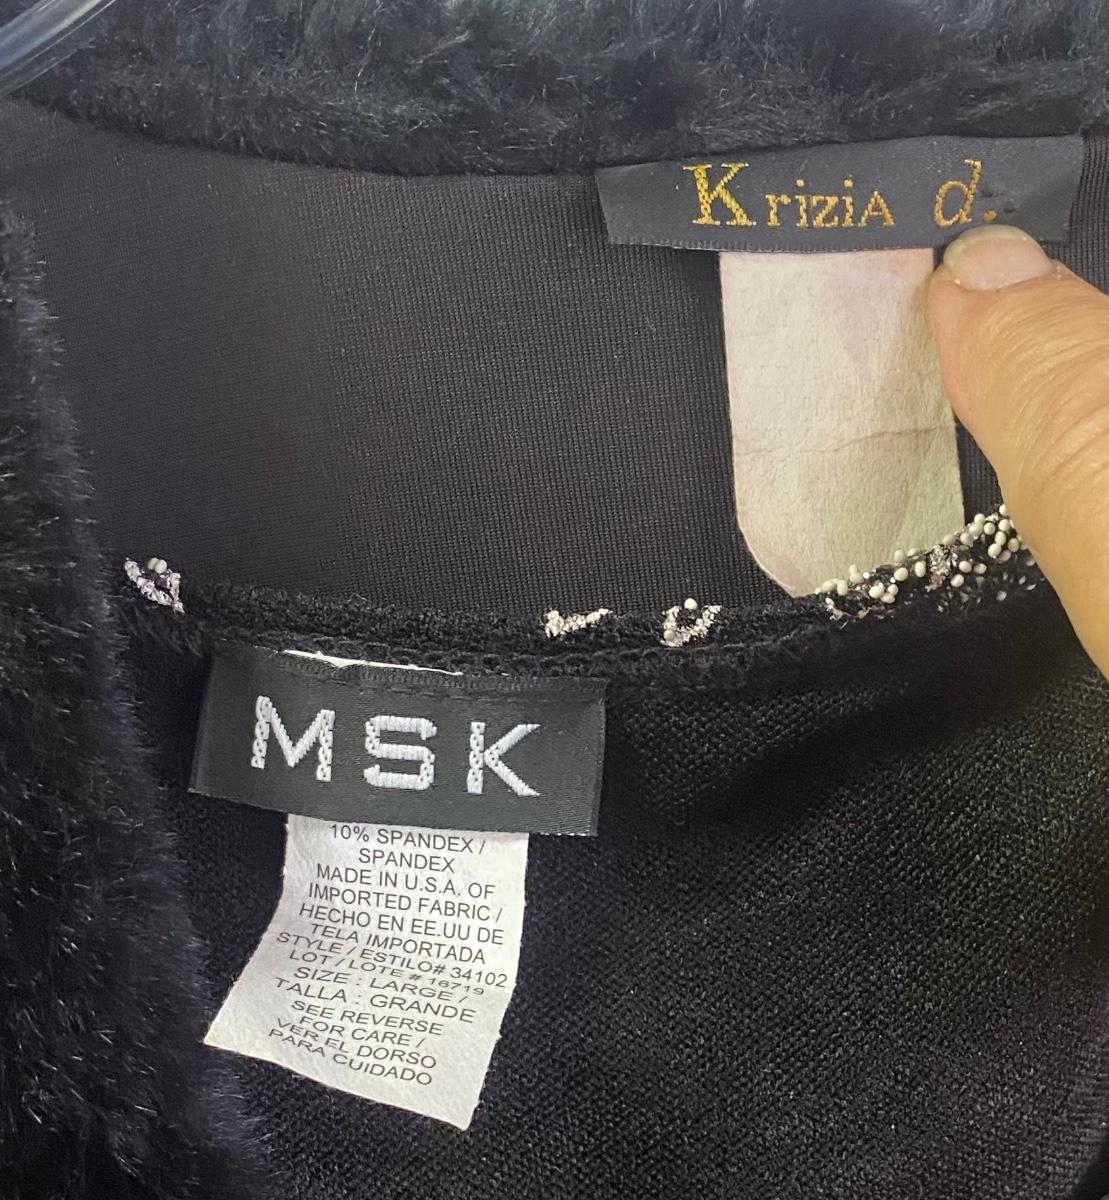 Krizia d.
MSK
10% SPANDEX /
SPANDEX
MADE IN U.S.A. OF
IMPORTED FABRIC /
HECHO EN EE.UU DE
TELA IMPORTADA
STYLE / ESTILO# 34102
LOT / LOTE # 16719
SIZE : LARGE /
TALLA : GRANDE
SEE REVERSE
FOR CARE /
VER EL DORSO
PARA CUIDADO